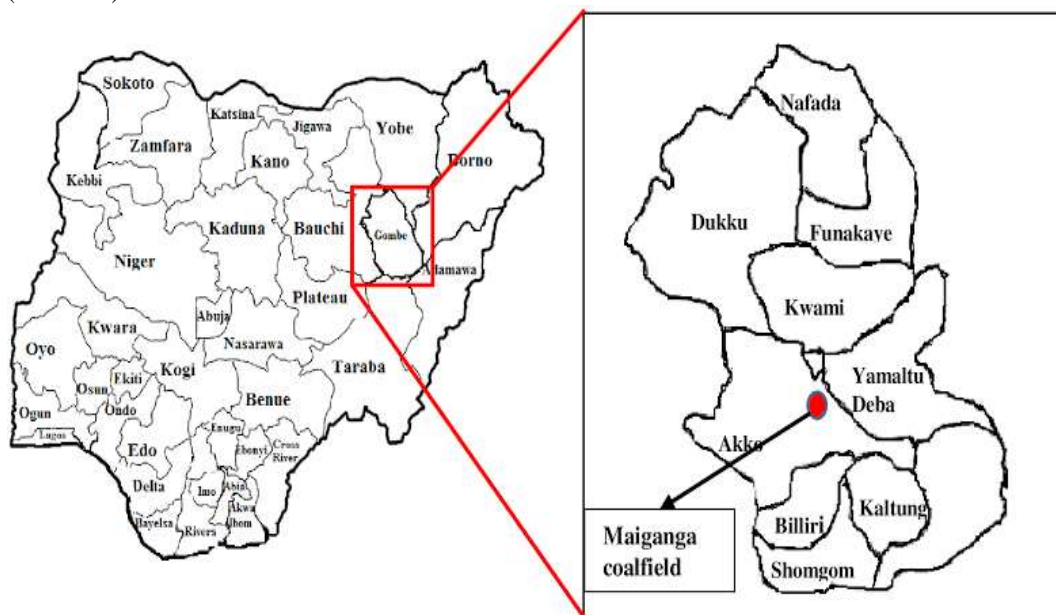 Sokoto
Katsina
Jigawa
Yobe
Borno
Zamfara
Kano
Kebbi
Kaduna
Bauchi
Gombe
Adamawa
Niger
Plateau
Abuja
Kwara
Nasarawa
Oyo
Kogi
Taraba
Osun
Ekiti
Benue
Ogun
Ondo
Lagos
Enugu
Edo
Ebonyi
Cross
River
Delta
Imo
Abia
Akwa
Ibom
Bayelsa
Rivers
Nafada
Dukku
Funakaye
Kwami
Yamaltu
Deba
Akko
Billiri
Kaltung
Shomgom
Maiganga
coalfield